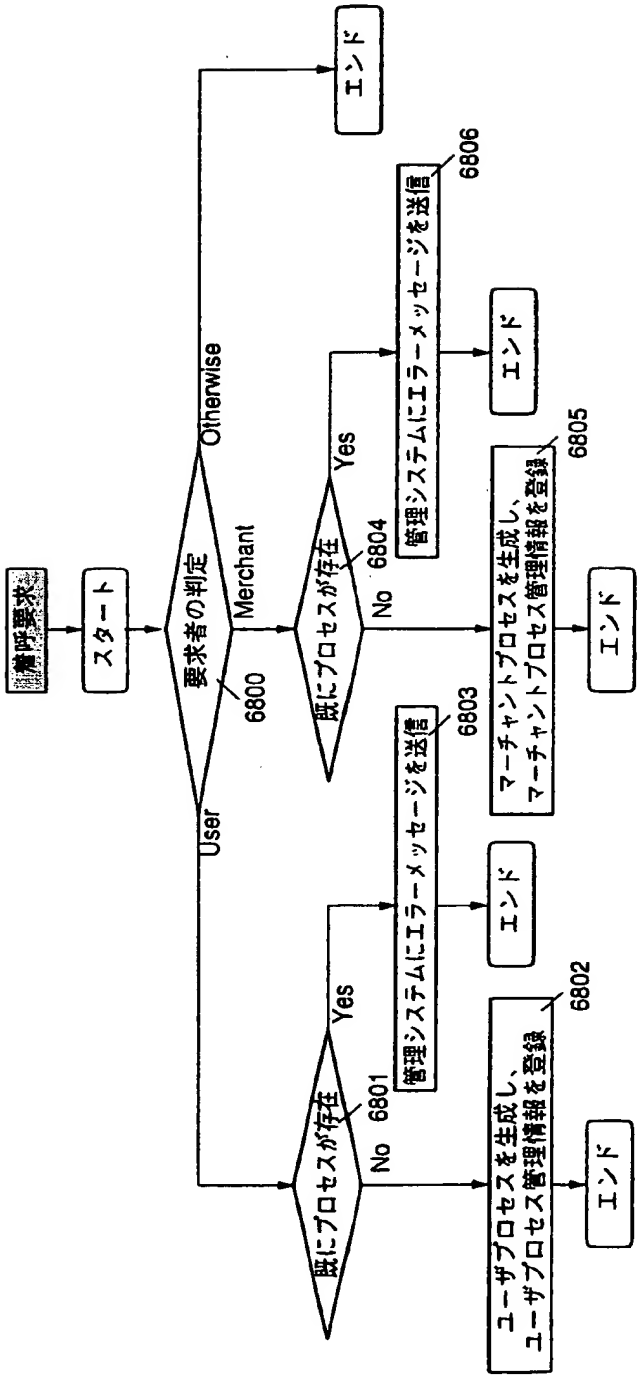 着呼要求
スタート
要求者の判定
6800
User
Merchant
Otherwise
エンド
既にプロセスが存在
6801
Yes
No
既にプロセスが存在
6804
Yes
No
管理システムにエラーメッセージを送信
6803
管理システムにエラーメッセージを送信
6806
エンド
エンド
ユーザプロセスを生成し、
ユーザプロセス管理情報を登録
6802
マーチャントプロセスを生成し、
マーチャントプロセス管理情報を登録
6805
エンド
エンド